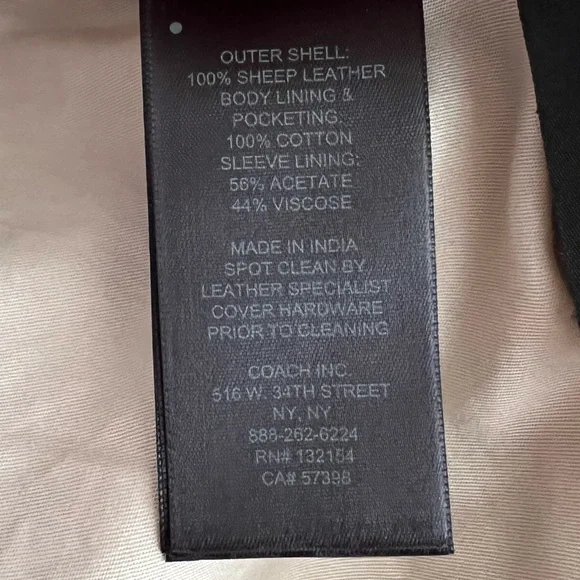 OUTER SHELL:
100% SHEEP LEATHER
BODY LINING &
POCKETING:
100% COTTON
SLEEVE LINING:
56% ACETATE
44% VISCOSE
MADE IN INDIA
SPOT CLEAN BY
LEATHER SPECIALIST
COVER HARDWARE
PRIOR TO CLEANING
COACH INC.
516 W. 34TH STREET
NY, NY
888-262-6224
RN# 132154
CA# 57398